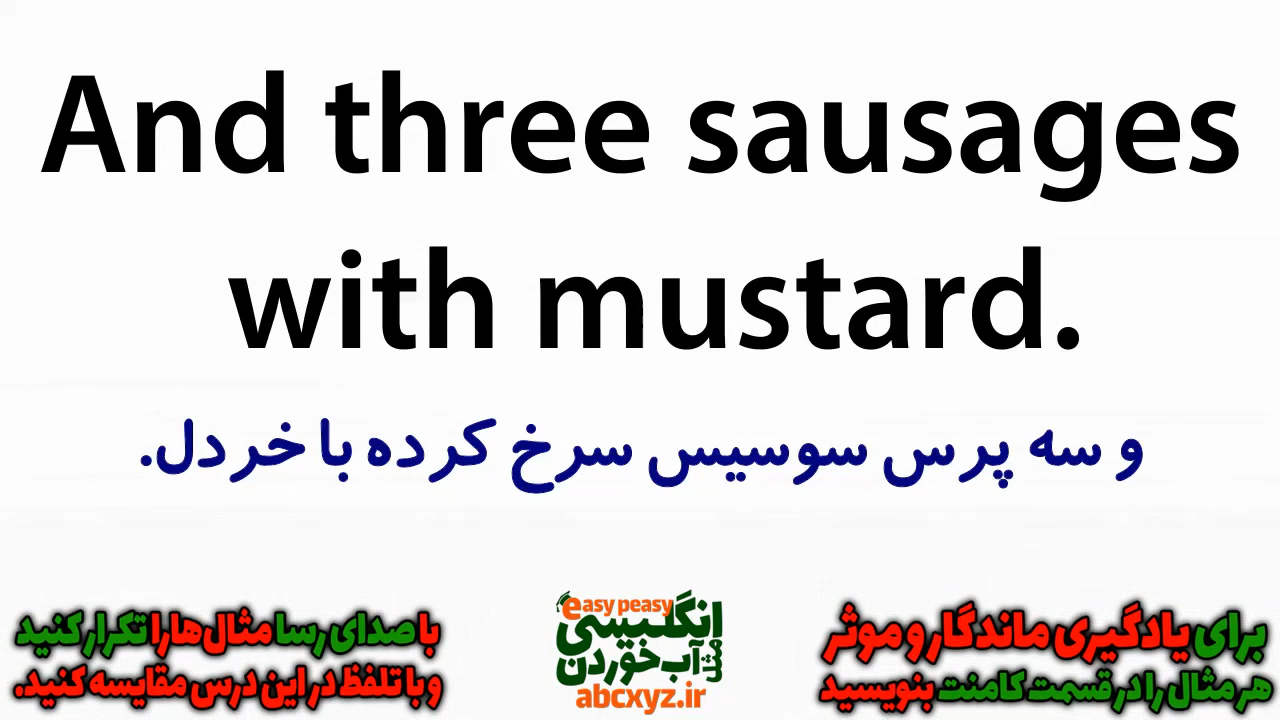 And three sausages
with mustard.
و سه پرس سوسیس سرخ کرده با خردل.
برای یادگیری ماندگار و موثر
هر مثال را در قسمت کامنت بنویسید
easy peasy
انگلیسی
مثل آب خوردن
abcxyz.ir
با صدای رسا مثال‌ها را تکرار کنید
و با تلفظ در این درس مقایسه کنید.